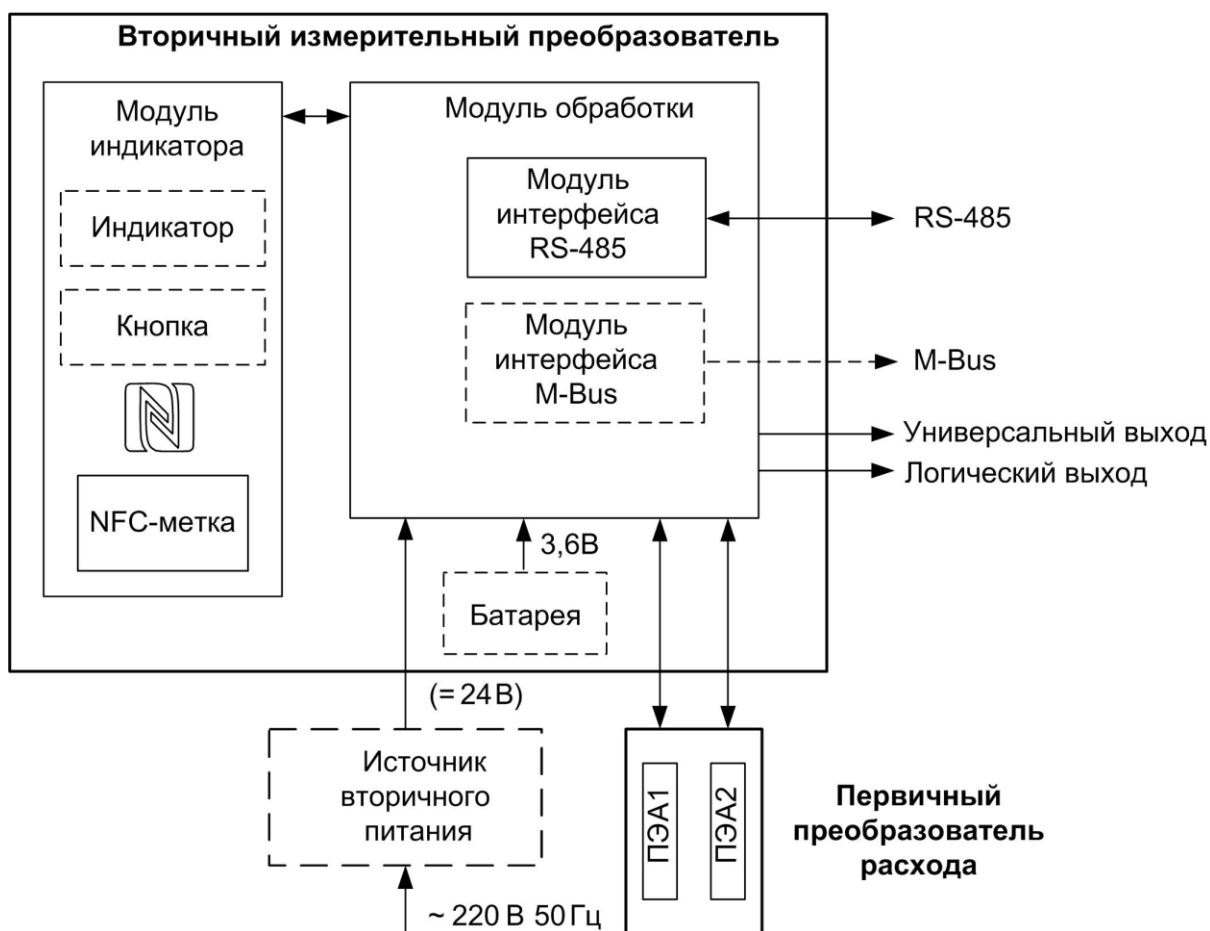 Вторичный измерительный преобразователь
Модуль
индикатора
Индикатор
Кнопка
NFC-метка
Модуль обработки
Модуль
интерфейса
RS-485
Модуль
интерфейса
M-Bus
RS-485
M-Bus
Универсальный выход
Логический выход
3,6В
Батарея
(= 24 В)
Источник
вторичного
питания
~ 220 В 50 Гц
ПЭА1
ПЭА2
Первичный
преобразователь
расхода